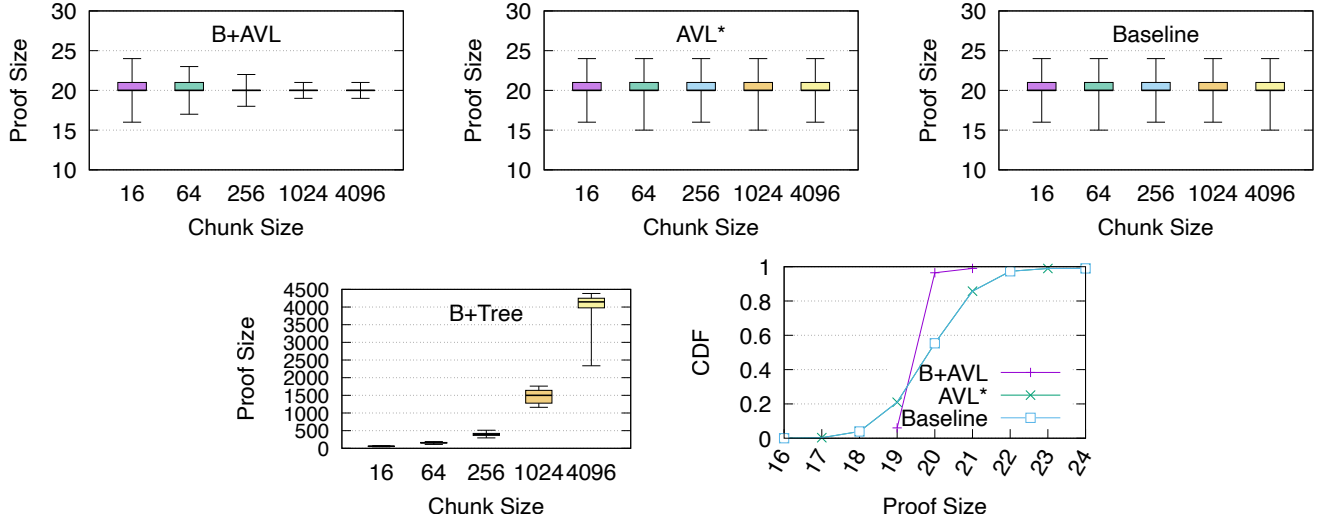 B+AVL
Proof Size
30
25
20
15
10
16 64 256 1024 4096
Chunk Size
AVL*
Proof Size
30
25
20
15
10
16 64 256 1024 4096
Chunk Size
Baseline
Proof Size
30
25
20
15
10
16 64 256 1024 4096
Chunk Size
B+Tree
Proof Size
4500
4000
3500
3000
2500
2000
1500
1000
500
0
16 64 256 1024 4096
Chunk Size
CDF
1
0.8
0.6
0.4
0.2
0
B+AVL
AVL*
Baseline
16 17 18 19 20 21 22 23 24
Proof Size